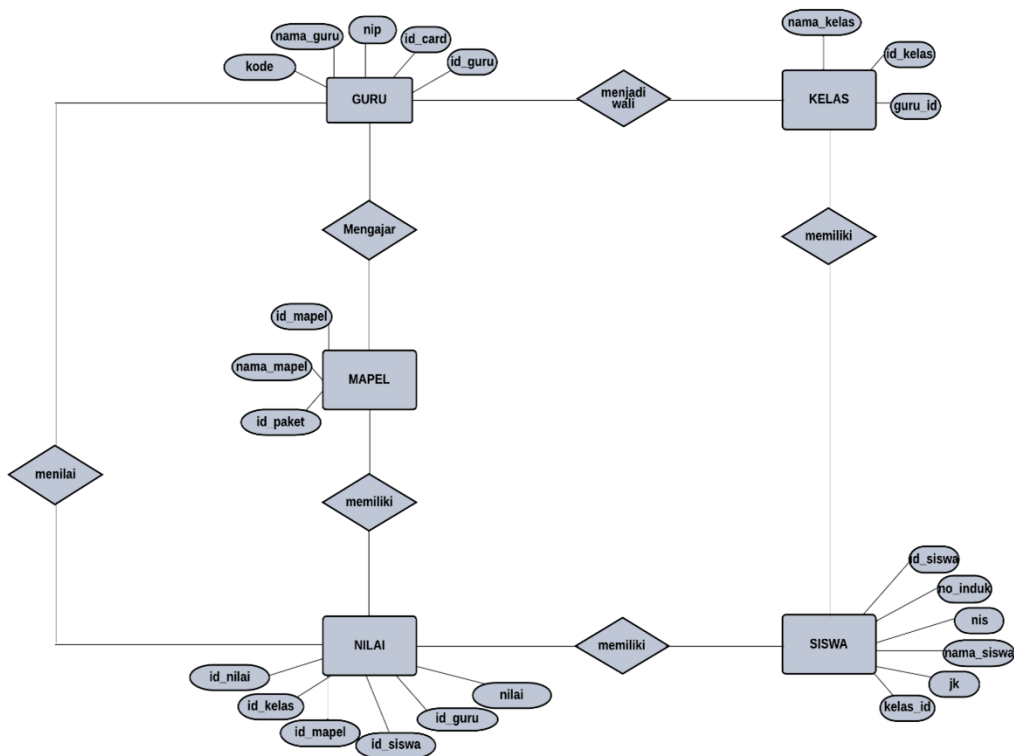 nama_guru
nip
id_card
id_guru
kode
GURU
menjadi
wali
nama_kelas
id_kelas
guru_id
KELAS
Mengajar
memiliki
id_mapel
nama_mapel
id_paket
MAPEL
menilai
memiliki
NILAI
id_nilai
id_kelas
id_mapel
id_siswa
id_guru
nilai
memiliki
SISWA
id_siswa
no_induk
nis
nama_siswa
jk
kelas_id